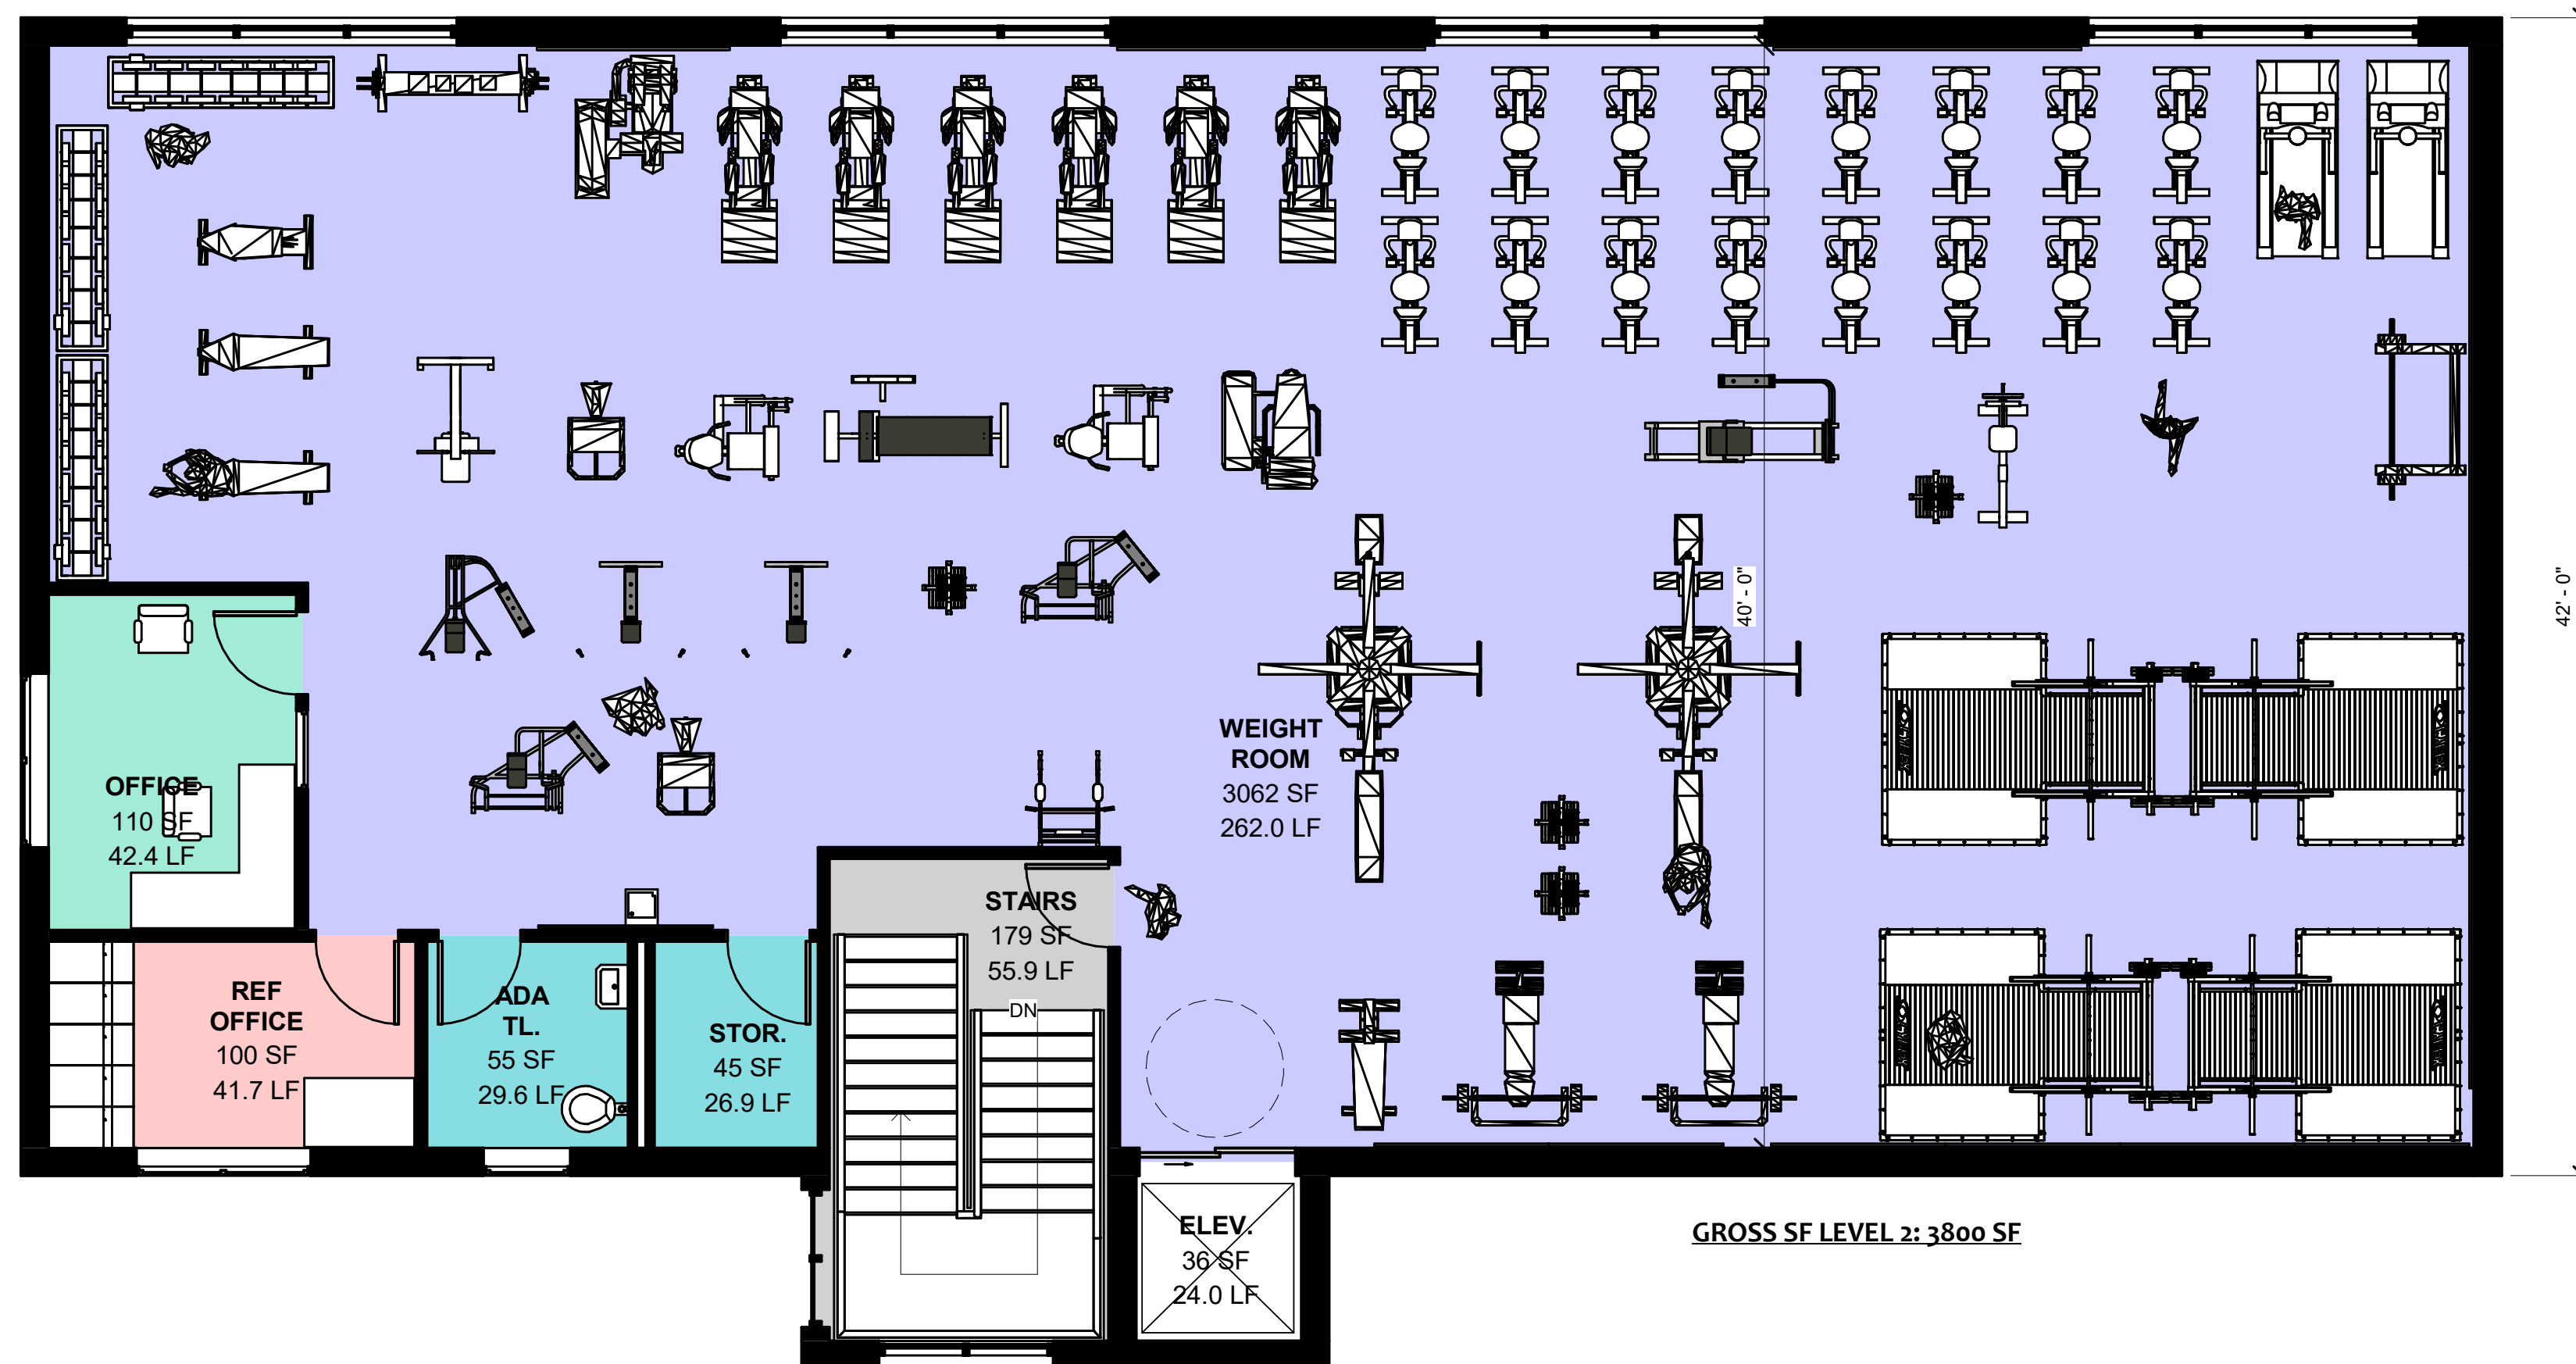 40' - 0"
42' - 0"
WEIGHT
ROOM
3062 SF
262.0 LF
OFFICE
110 SF
42.4 LF
STAIRS
179 SF
55.9 LF
DN
REF
OFFICE
100 SF
41.7 LF
ADA
TL.
55 SF
29.6 LF
STOR.
45 SF
26.9 LF
ELEV.
36 SF
24.0 LF
GROSS SF LEVEL 2: 3800 SF